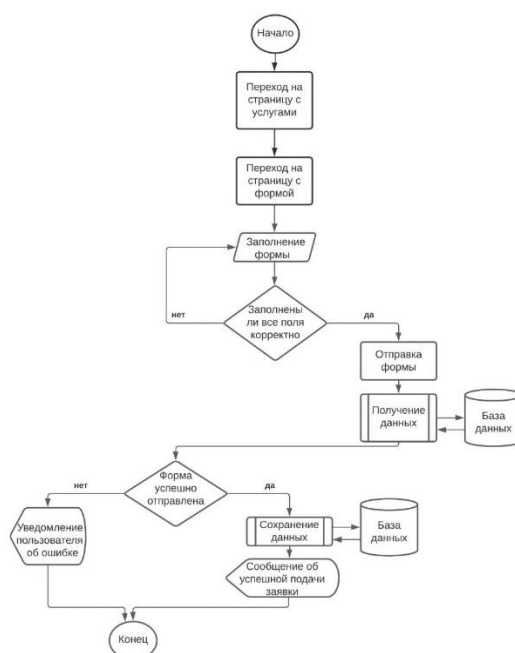 Начало
Переход на
страницу с
услугами
Переход на
страницу с
формой
Заполнение
формы
Заполнены
ли все поля
корректно
нет
да
Отправка
формы
Получение
данных
База
данных
Форма
успешно
отправлена
нет
да
Уведомление
пользователя
об ошибке
Сохранение
данных
База
данных
Сообщение об
успешной подачи
заявки
Конец